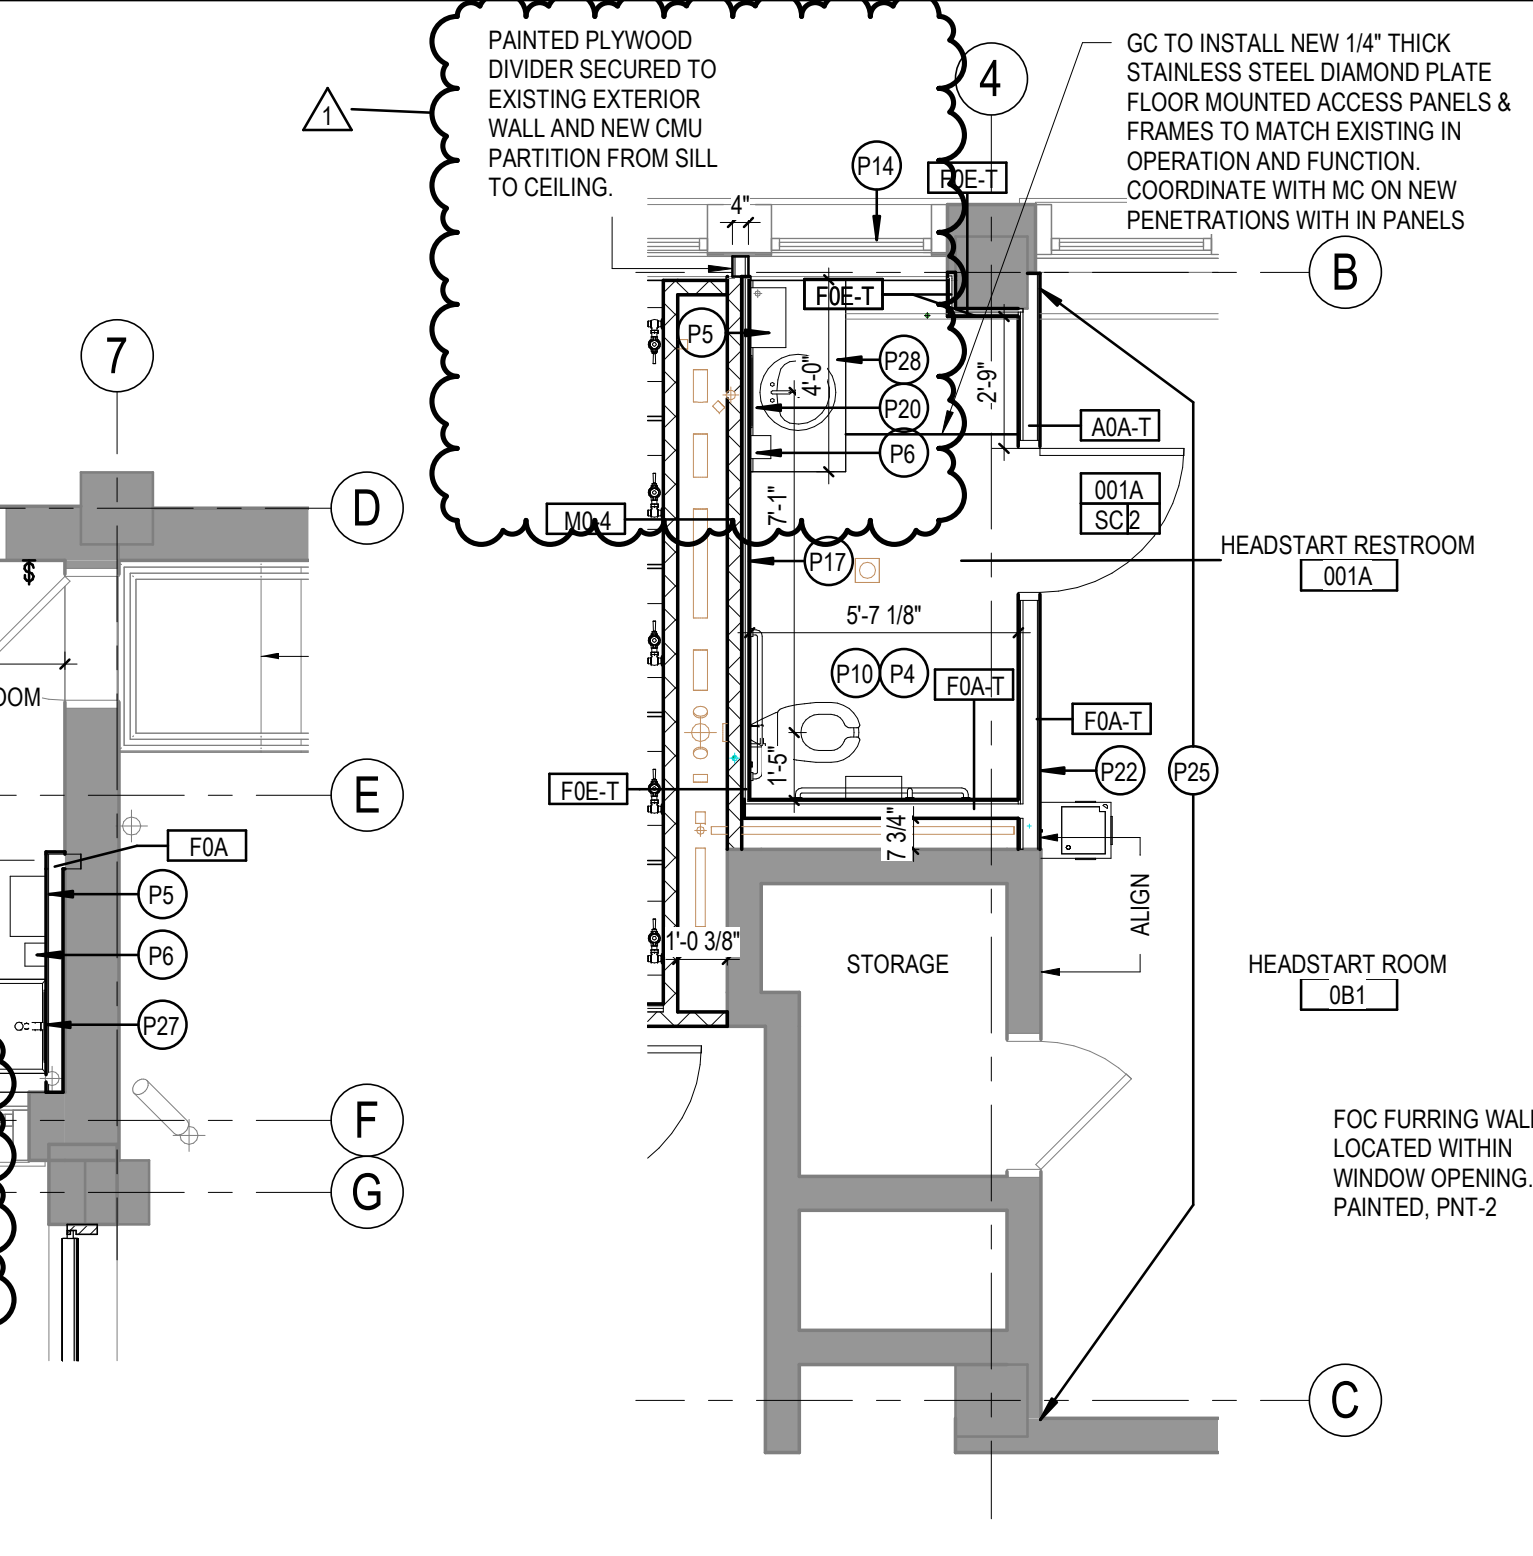 PAINTED PLYWOOD
DIVIDER SECURED TO
EXISTING EXTERIOR
WALL AND NEW CMU
PARTITION FROM SILL
TO CEILING.
1
4
GC TO INSTALL NEW 1/4" THICK
STAINLESS STEEL DIAMOND PLATE
FLOOR MOUNTED ACCESS PANELS &
FRAMES TO MATCH EXISTING IN
OPERATION AND FUNCTION.
COORDINATE WITH MC ON NEW
PENETRATIONS WITH IN PANELS
P14
F0E-T
4"
B
F0E-T
P5
P28
4'-0"
2'-9"
P20
A0A-T
P6
7
001A
SC 2
D
M0-4
7'-1"
HEADSTART RESTROOM
001A
P17
$
5'-7 1/8"
P10
P4
F0A-T
OOM
F0A-T
P22
P25
1'-5"
F0E-T
E
7 3/4"
F0A
P5
ALIGN
1'-0 3/8"
P6
STORAGE
HEADSTART ROOM
0B1
P27
F
FOC FURRING WALL
LOCATED WITHIN
WINDOW OPENING.
PAINTED, PNT-2
G
C